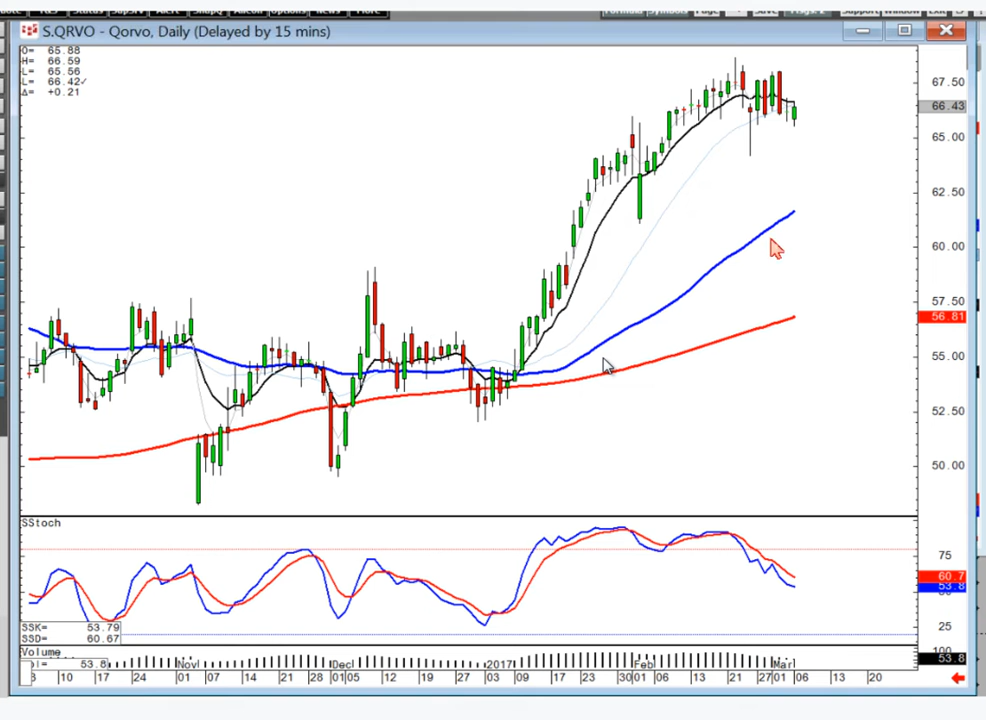 S.QRVO - Qorvo, Daily (Delayed by 15 mins)
O= 65.88
H= 66.59
L= 65.56
L= 66.42✓
Δ= +0.21
67.50
66.43
65.00
62.50
60.00
57.50
56.81
55.00
52.50
50.00
SStoch
75
60.7
53.8
25
SSK= 53.79
SSD= 60.67
Volume
100
53.8
53.8
Nov Dec 2017 Feb Mar
10 17 24 01 07 14 21 28 01 05 12 19 27 03 09 17 23 30 01 06 13 21 27 01 06 13 20